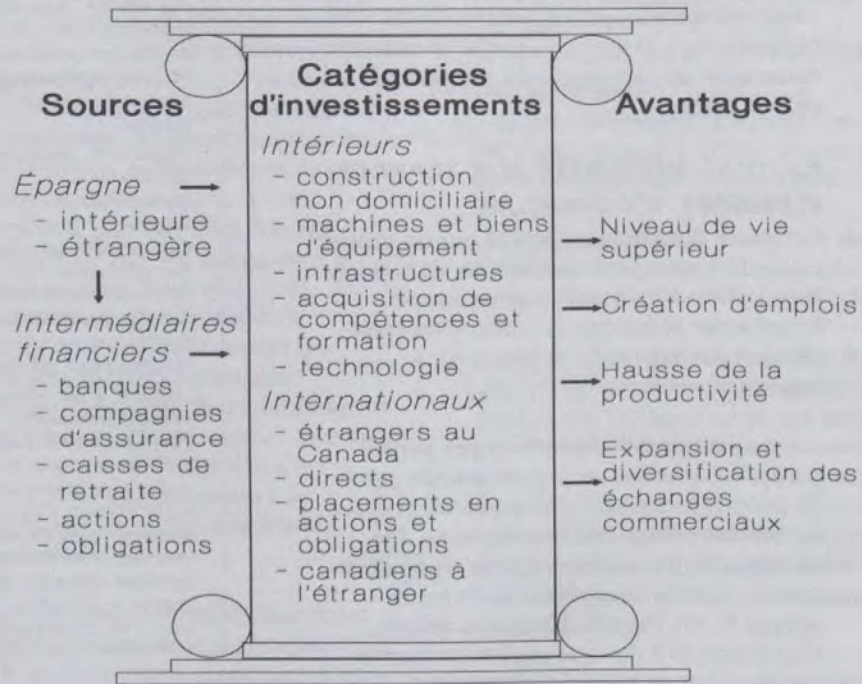 Sources
Épargne
- intérieure
- étrangère
Intermédiaires
financiers
- banques
- compagnies
d'assurance
- caisses de
retraite
- actions
- obligations
Catégories
d'investissements
Intérieurs
- construction
non domiciliaire
- machines et biens
d'équipement
- infrastructures
- acquisition de
compétences et
formation
- technologie
Internationaux
- étrangers au
Canada
- directs
- placements en
actions et
obligations
- canadiens à
l'étranger
Avantages
Niveau de vie
supérieur
Création d'emplois
Hausse de la
productivité
Expansion et
diversification des
échanges
commerciaux